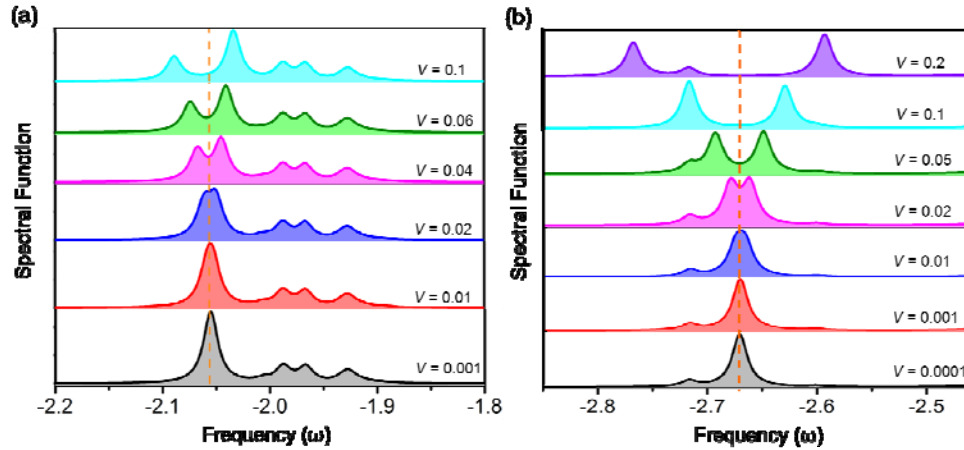 (a)
Spectral Function
V = 0.1
V = 0.06
V = 0.04
V = 0.02
V = 0.01
V = 0.001
-2.2 -2.1 -2.0 -1.9 -1.8
Frequency (ω)
(b)
Spectral Function
V = 0.2
V = 0.1
V = 0.05
V = 0.02
V = 0.01
V = 0.001
V = 0.0001
-2.8 -2.7 -2.6 -2.5
Frequency (ω)